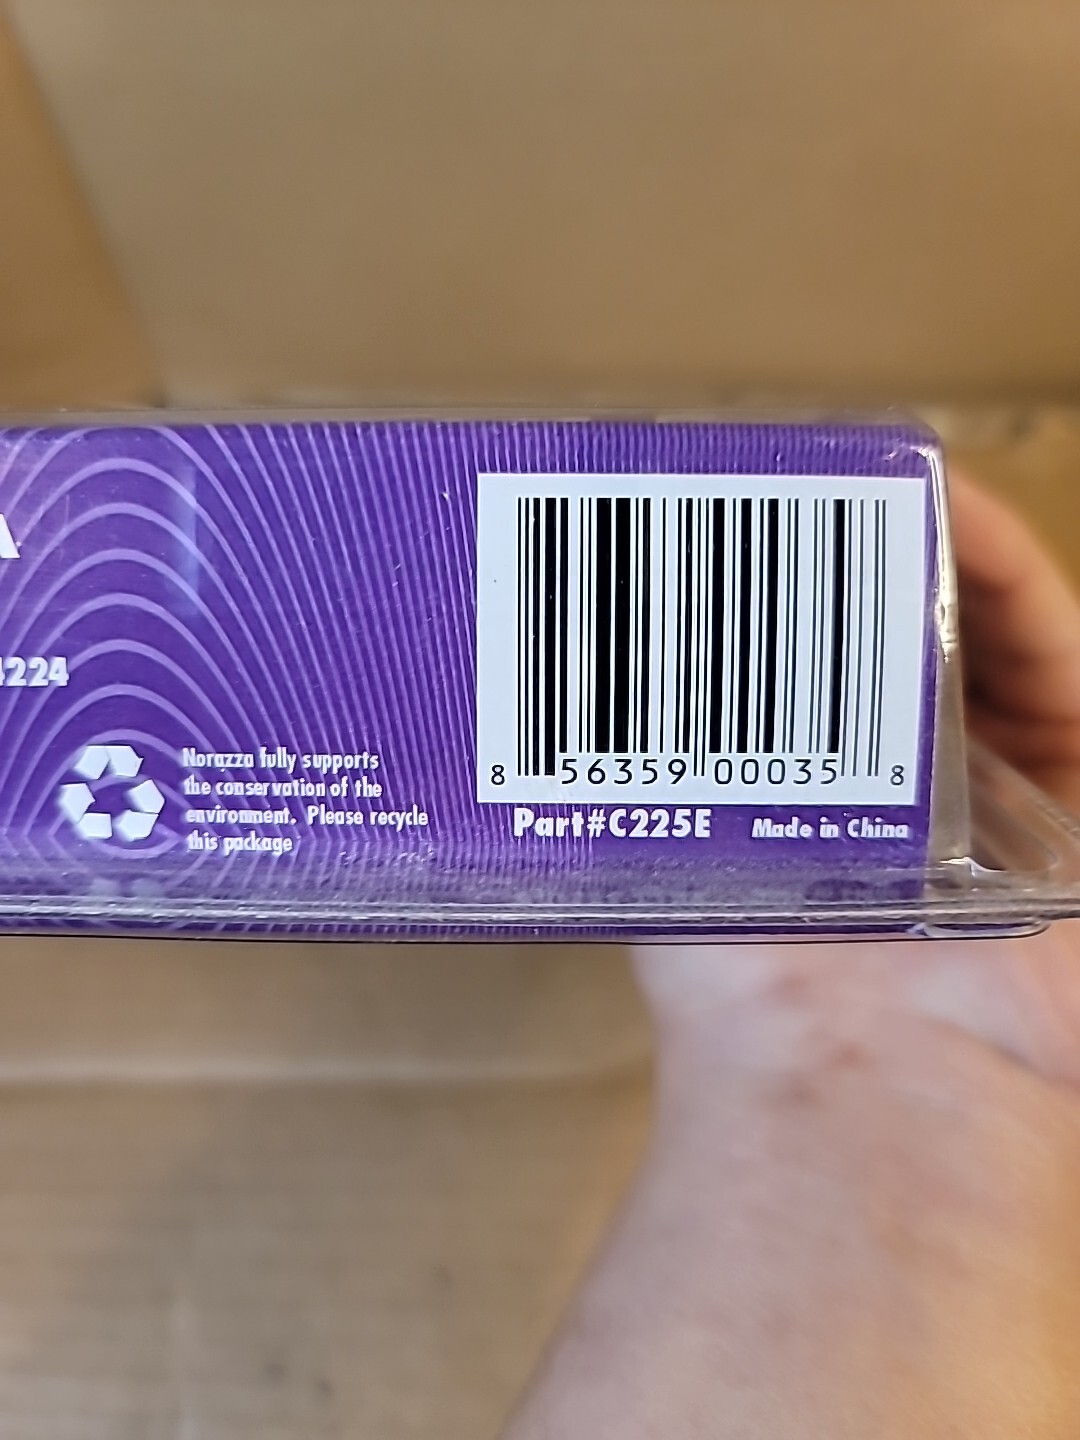 224
Norazza fully supports
the conservation of the
environment. Please recycle
this package
8 56359 00035 8
Part#C225E Made in China